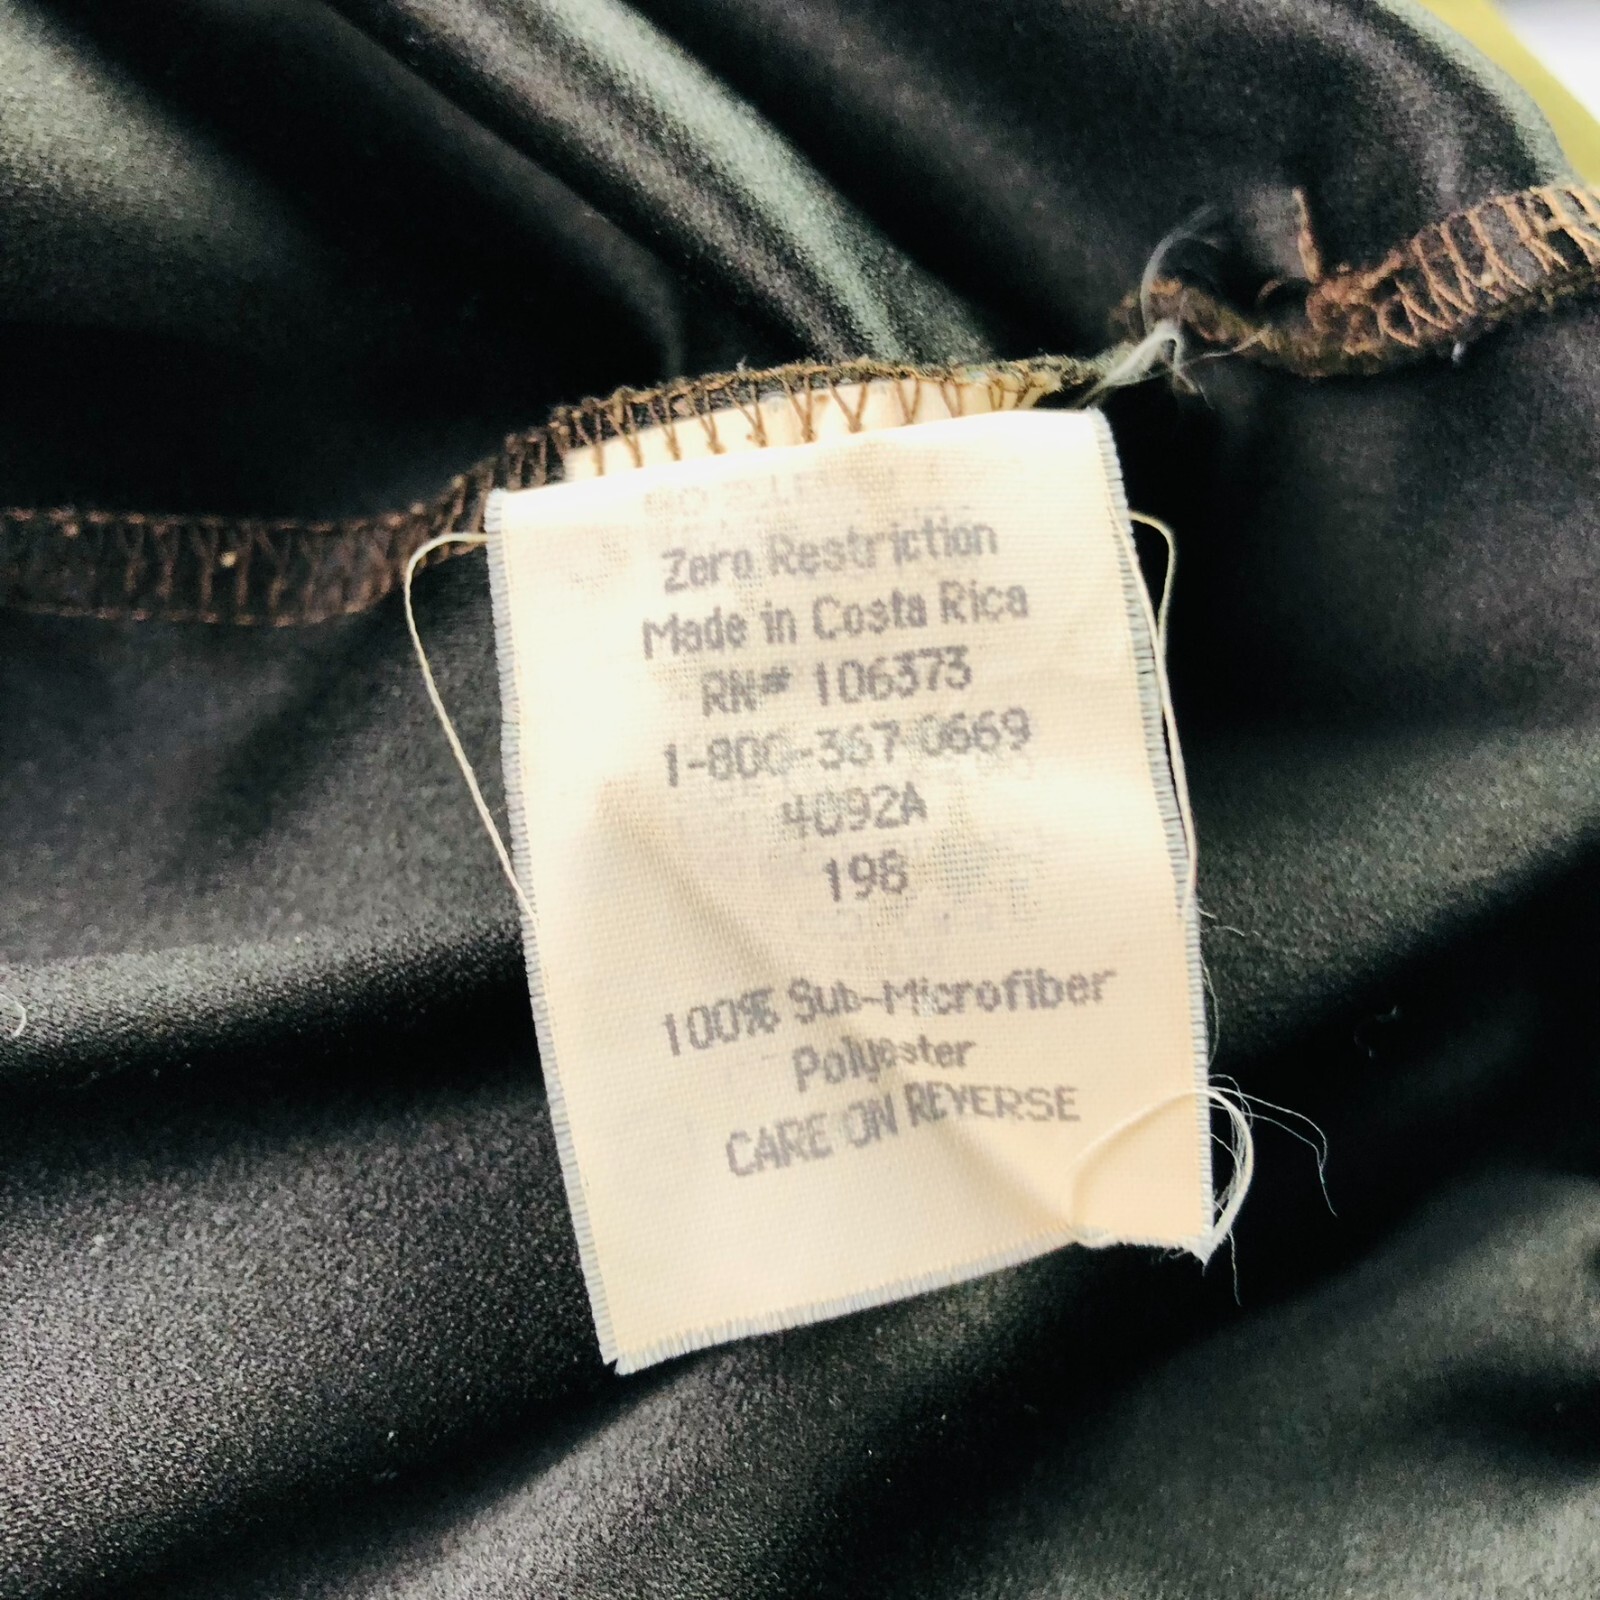 Zero Restriction
Made in Costa Rica
RN# 106373
1-800-367-0669
4092A
198
100% Sub-Microfiber
Polyester
CARE ON REVERSE